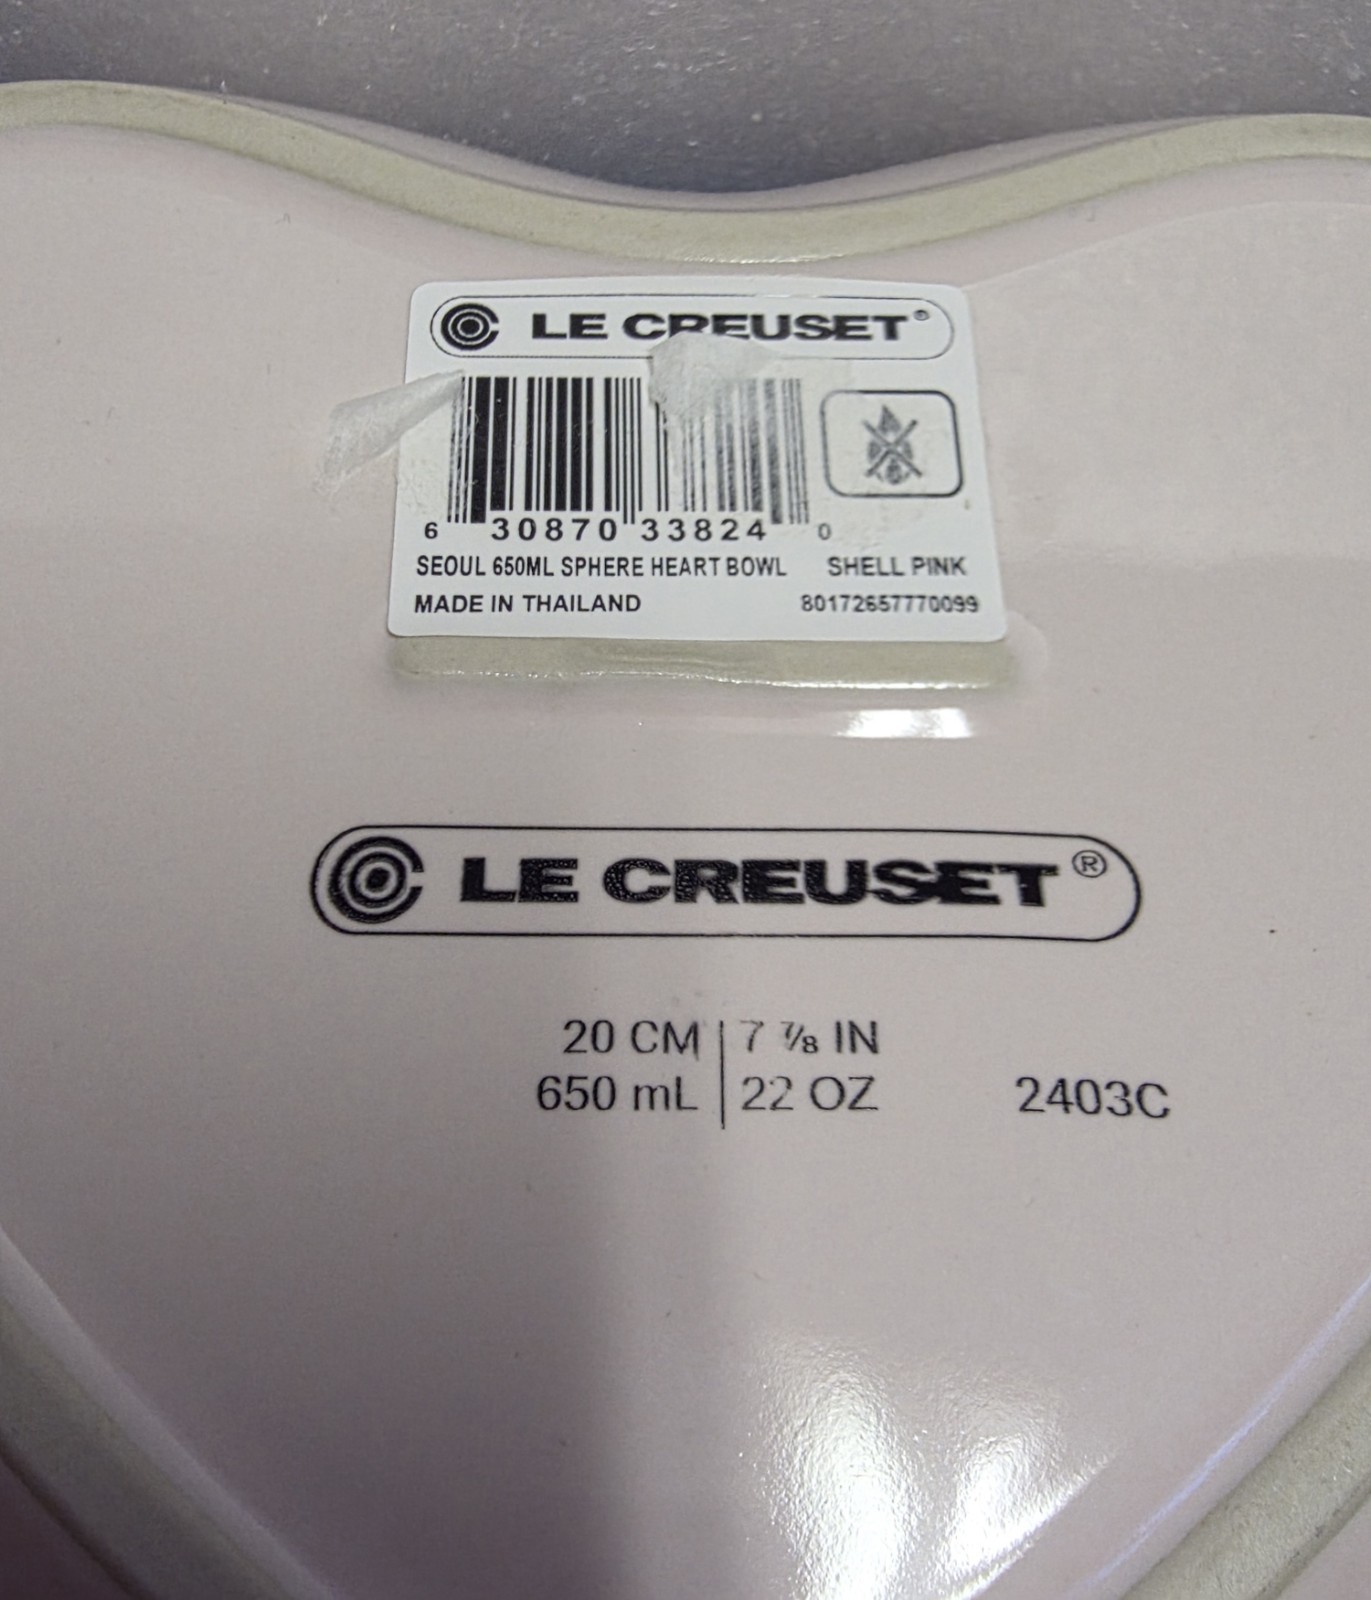 LE CREUSET®
6 30870 33824 0
SEOUL 650ML SPHERE HEART BOWL SHELL PINK
MADE IN THAILAND 80172657770099
LE CREUSET®
20 CM | 7 ⅞ IN
650 mL | 22 OZ 2403C